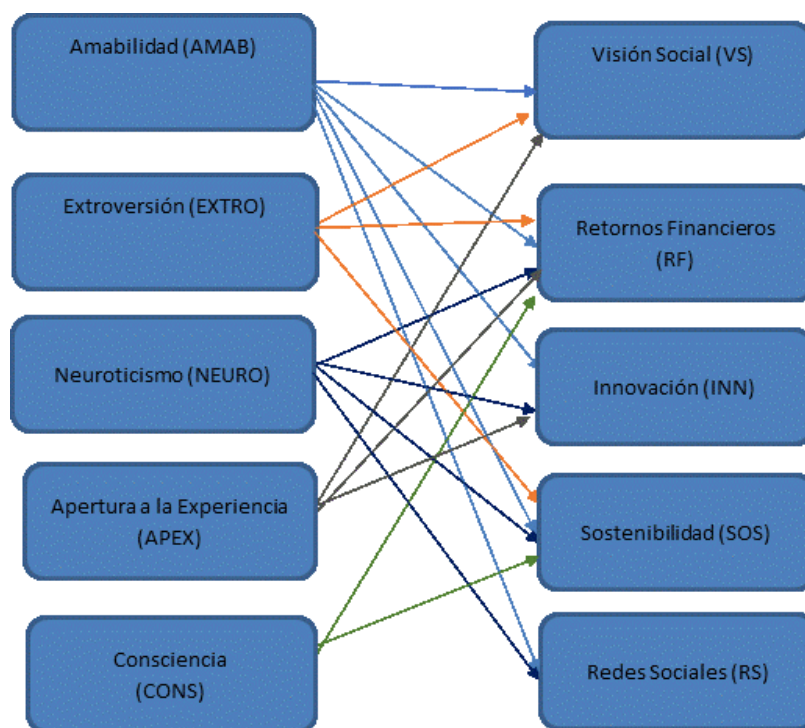 Amabilidad (AMAB)
Extroversión (EXTRO)
Neuroticismo (NEURO)
Apertura a la Experiencia
(APEX)
Consciencia
(CONS)
Visión Social (VS)
Retornos Financieros
(RF)
Innovación (INN)
Sostenibilidad (SOS)
Redes Sociales (RS)